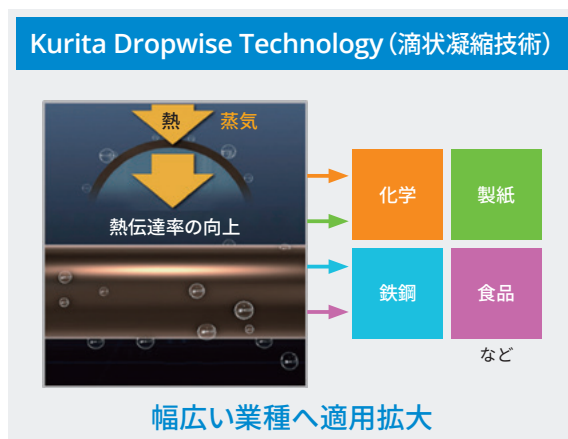 Kurita Dropwise Technology（滴状凝縮技術）
熱
蒸気
熱伝達率の向上
化学
製紙
鉄鋼
食品
など
幅広い業種へ適用拡大